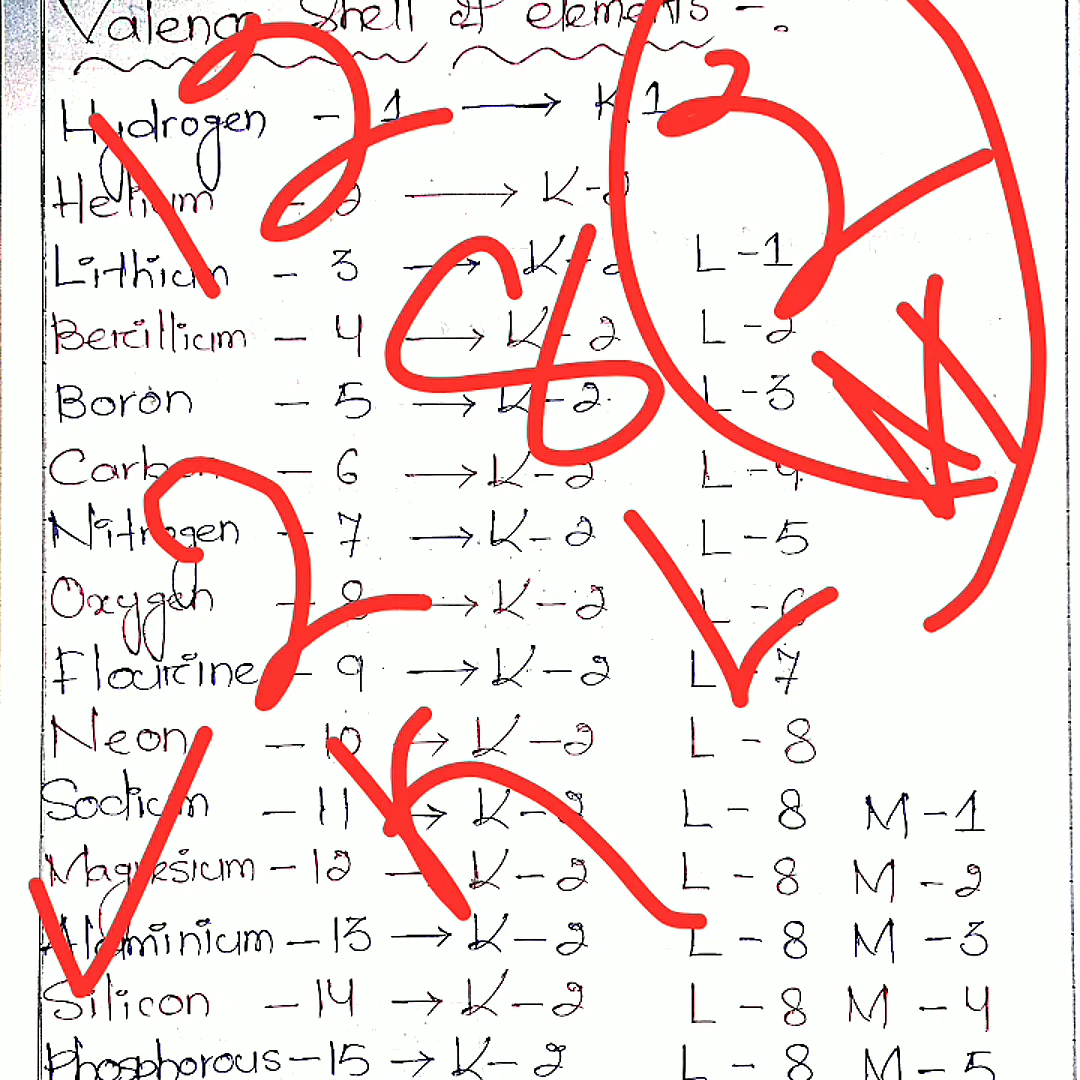 Valency Shell of elements -:
Hydrogen - 1 → K 1
Helium - 2 → K-2
Lithium - 3 → K-2 L-1
Berillium - 4 → K-2 L-2
Boron - 5 → K-2 L-3
Carbon - 6 → K-2 L-4
Nitrogen - 7 → K-2 L-5
Oxygen - 8 → K-2 L-6
Flourine - 9 → K-2 L-7
Neon - 10 → K-2 L-8
Sodium - 11 → K-2 L-8 M-1
Magnesium - 12 → K-2 L-8 M-2
Aluminium - 13 → K-2 L-8 M-3
Silicon - 14 → K-2 L-8 M-4
Phosphorous - 15 → K-2 L-8 M-5